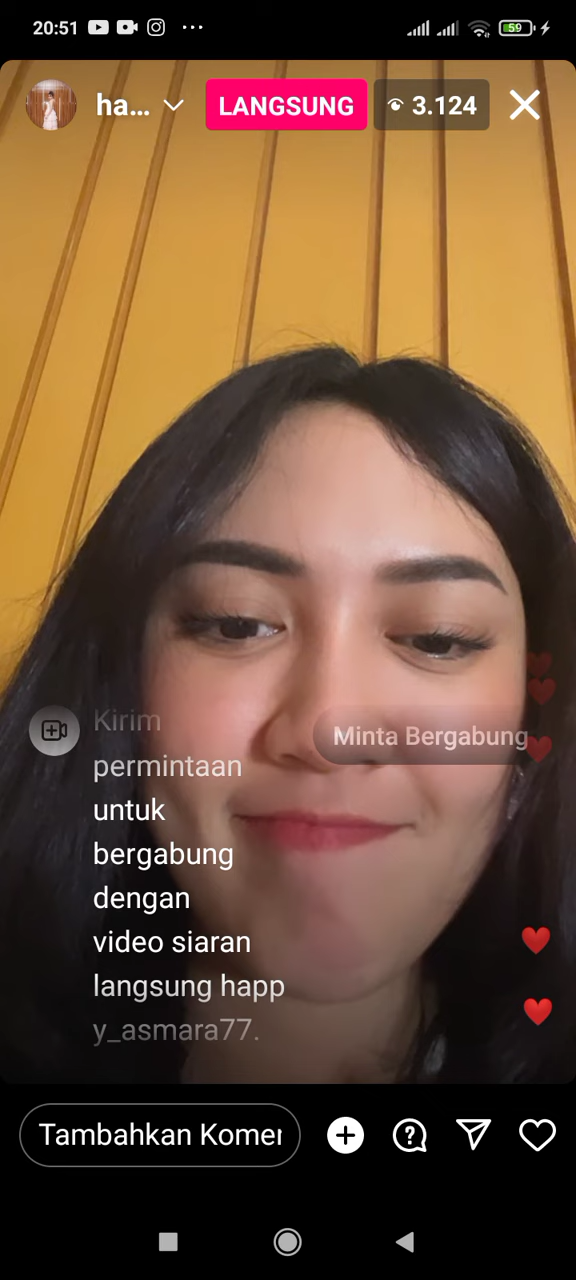 20:51
59
ha...
LANGSUNG
3.124
Kirim
permintaan
untuk
bergabung
dengan
video siaran
langsung happ
y_asmara77.
Minta Bergabung
Tambahkan Komer